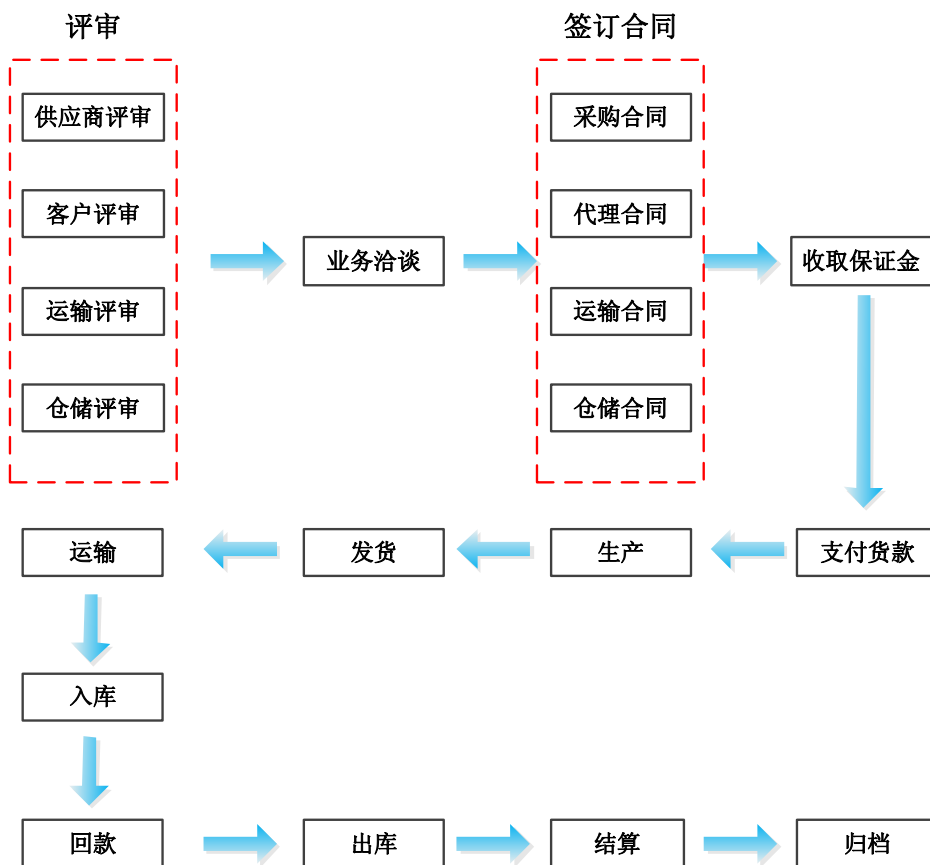 评审
签订合同
供应商评审
采购合同
客户评审
代理合同
业务洽谈
收取保证金
运输评审
运输合同
仓储评审
仓储合同
运输
发货
生产
支付货款
入库
回款
出库
结算
归档